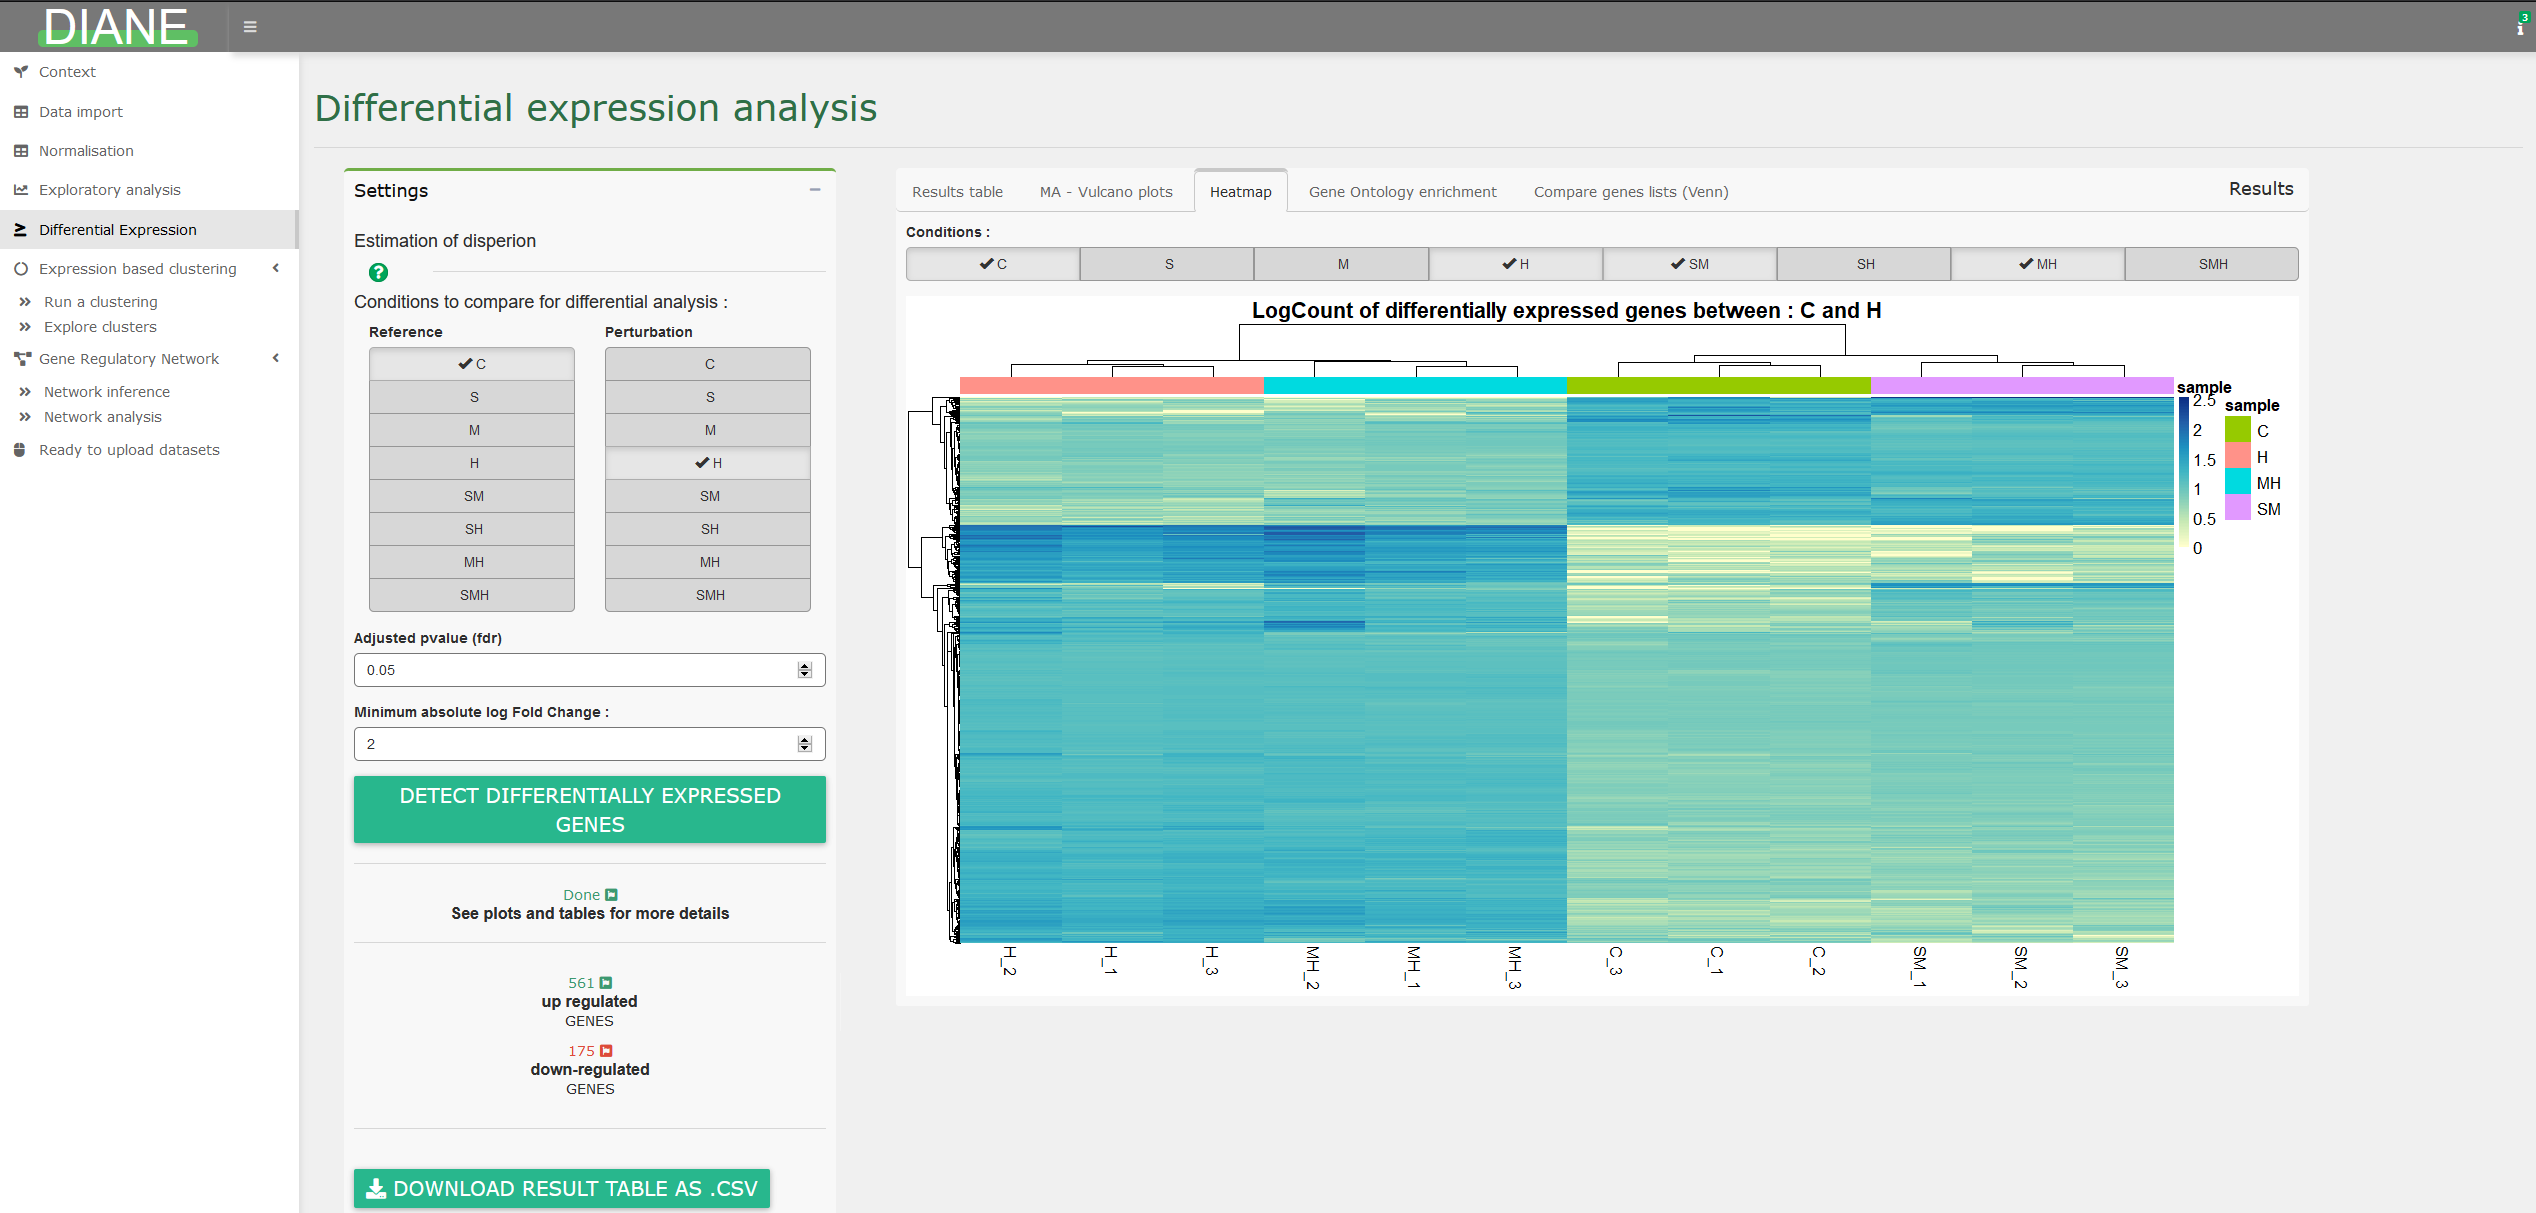 DIANE
3
Context
Data import
Normalisation
Exploratory analysis
Differential Expression
Expression based clustering
Run a clustering
Explore clusters
Gene Regulatory Network
Network inference
Network analysis
Ready to upload datasets
Differential expression analysis
Settings
Estimation of disperion
?
Conditions to compare for differential analysis :
Reference
C
S
M
H
SM
SH
MH
SMH
Perturbation
C
S
M
H
SM
SH
MH
SMH
Adjusted pvalue (fdr)
0.05
Minimum absolute log Fold Change :
2
DETECT DIFFERENTIALLY EXPRESSED
GENES
Done
See plots and tables for more details
561
up regulated
GENES
175
down-regulated
GENES
DOWNLOAD RESULT TABLE AS .CSV
Results table MA - Vulcano plots Heatmap Gene Ontology enrichment Compare genes lists (Venn) Results
Conditions :
C S M H SM SH MH SMH
LogCount of differentially expressed genes between : C and H
sample
2.5
2
1.5
1
0.5
0
sample
C
H
MH
SM
H_2 H_1 H_3 MH_2 MH_1 MH_3 C_3 C_1 C_2 SM_1 SM_2 SM_3